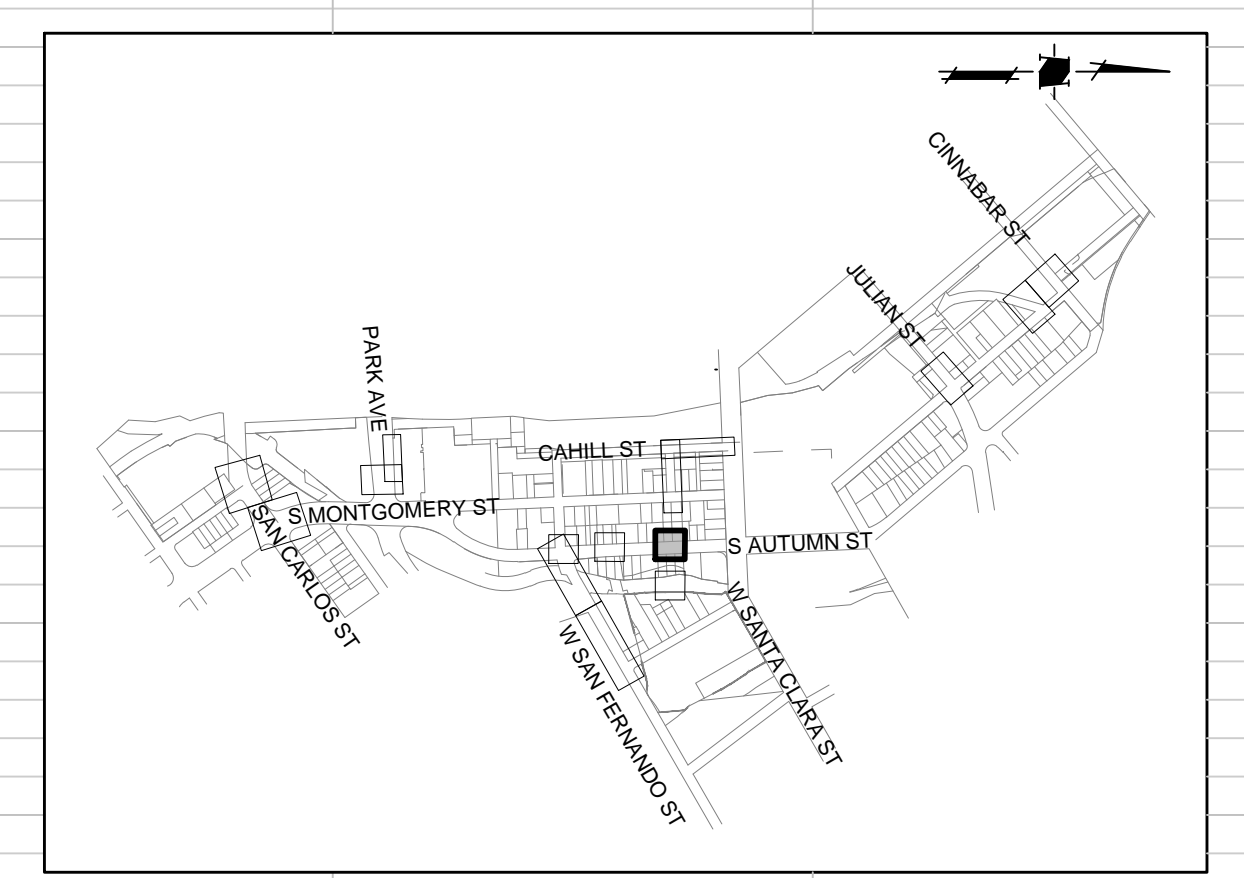 CINNABAR ST
JULIAN ST
PARK AVE
CAHILL ST
S MONTGOMERY ST
SAN CARLOS ST
S AUTUMN ST
W SANTA CLARA ST
W SAN FERNANDO ST